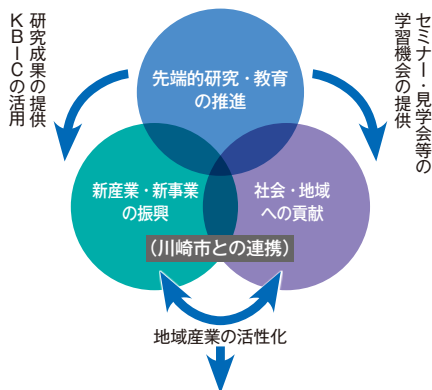 研究成果の提供
KBICの活用
セミナー・見学会等の
学習機会の提供
先端的研究・教育
の推進
新産業・新事業
の振興
社会・地域
への貢献
（川崎市との連携）
地域産業の活性化